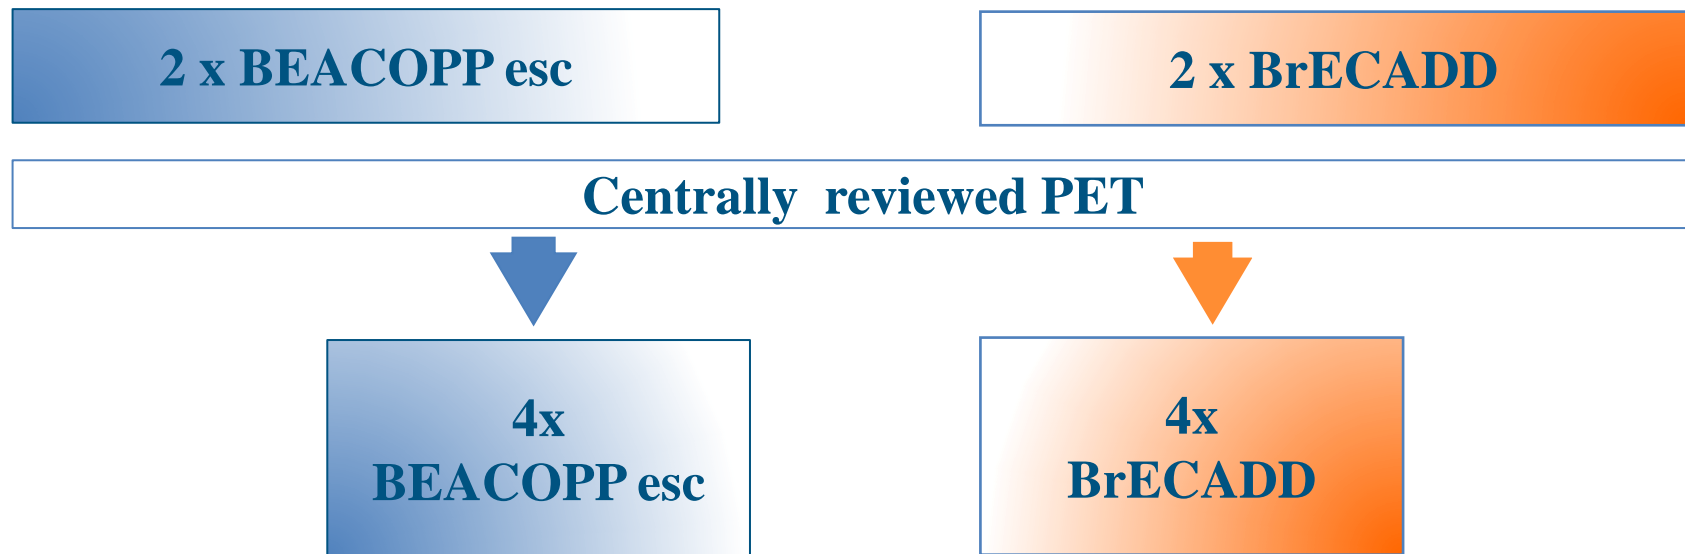 2 x BEACOPP esc
2 x BrECADD
Centrally reviewed PET
4x
BEACOPP esc
4x
BrECADD